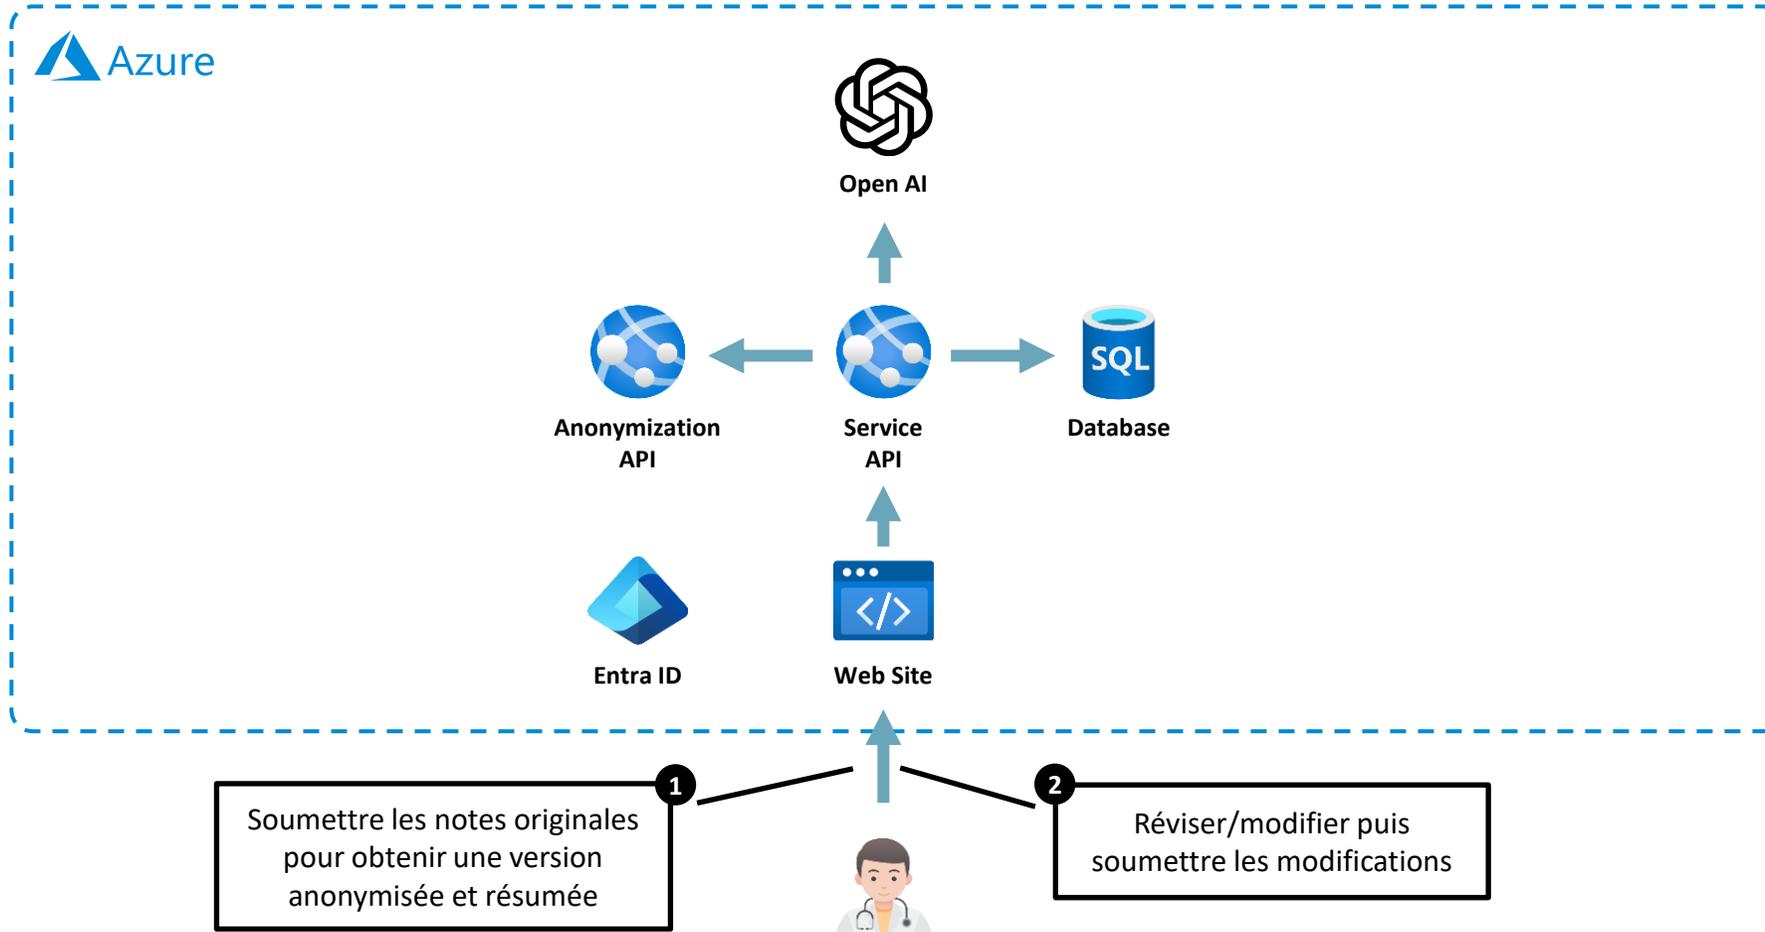 Azure
Open AI
SQL
Anonymization
API
Service
API
Database
</>
Entra ID
Web Site
1
Soumettre les notes originales
pour obtenir une version
anonymisée et résumée
2
Réviser/modifier puis
soumettre les modifications